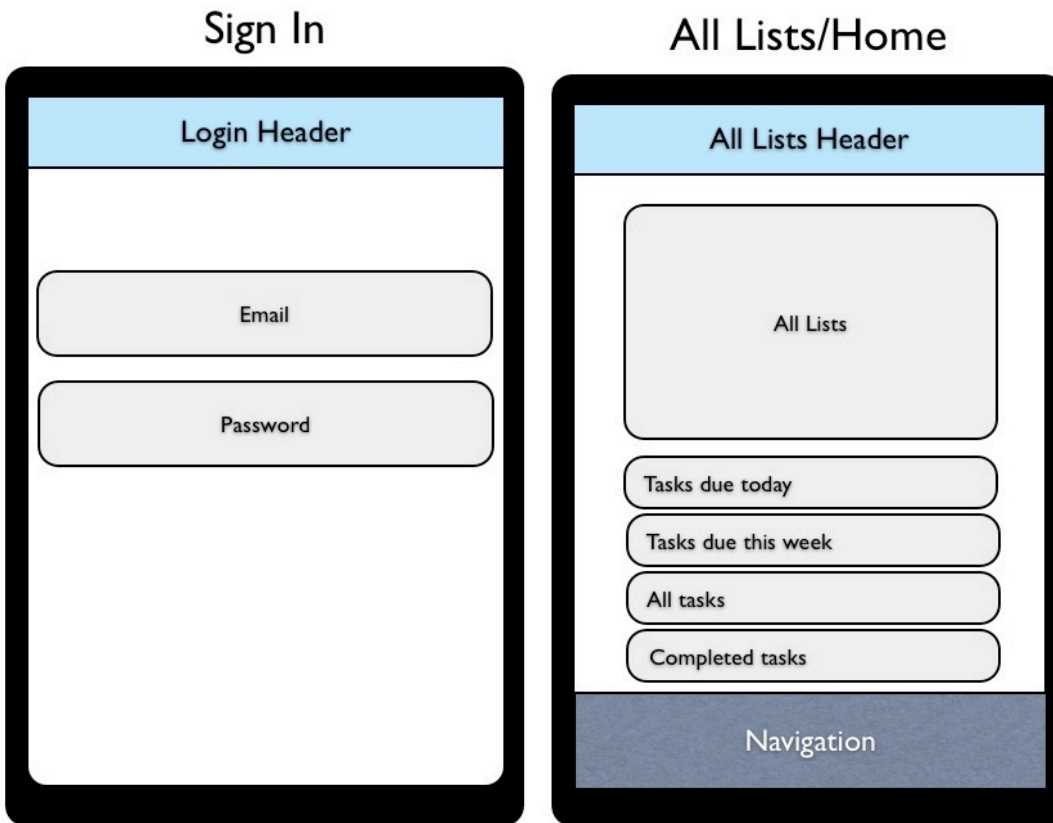 Sign In
Login Header
Email
Password
All Lists/Home
All Lists Header
All Lists
Tasks due today
Tasks due this week
All tasks
Completed tasks
Navigation